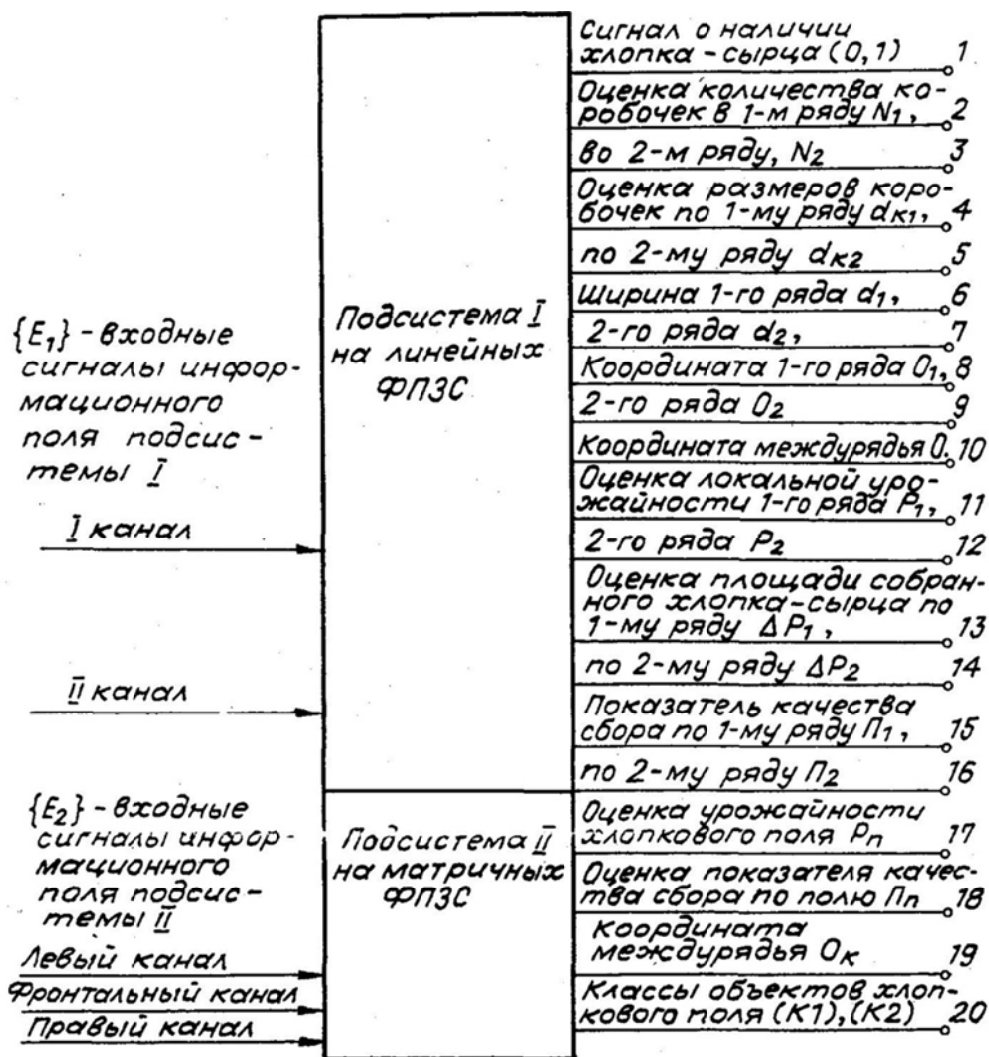 {E₁} - входные
сигналы инфор-
мационного
поля подсис-
темы I
I канал
II канал
{E₂} - входные
сигналы инфор-
мационного
поля подсис-
темы II
Левый канал
Фронтальный канал
Правый канал
Подсистема I
на линейных
ФПЗС
Подсистема II
на матричных
ФПЗС
Сигнал о наличии
хлопка-сырца (0,1) 1
Оценка количества ко-
робочек в 1-м ряду N₁, 2
во 2-м ряду, N₂ 3
Оценка размеров коро-
бочек по 1-му ряду dк₁, 4
по 2-му ряду dк₂ 5
Ширина 1-го ряда d₁, 6
2-го ряда d₂, 7
Координата 1-го ряда O₁, 8
2-го ряда O₂ 9
Координата междурядья O. 10
Оценка локальной уро-
жайности 1-го ряда P₁, 11
2-го ряда P₂ 12
Оценка площади собран-
ного хлопка-сырца по
1-му ряду ΔP₁, 13
по 2-му ряду ΔP₂ 14
Показатель качества
сбора по 1-му ряду П₁, 15
по 2-му ряду П₂ 16
Оценка урожайности
хлопкового поля Pп 17
Оценка показателя качес-
тва сбора по полю Пп 18
Координата
междурядья Oк 19
Классы объектов хлоп-
кового поля (К1),(К2) 20